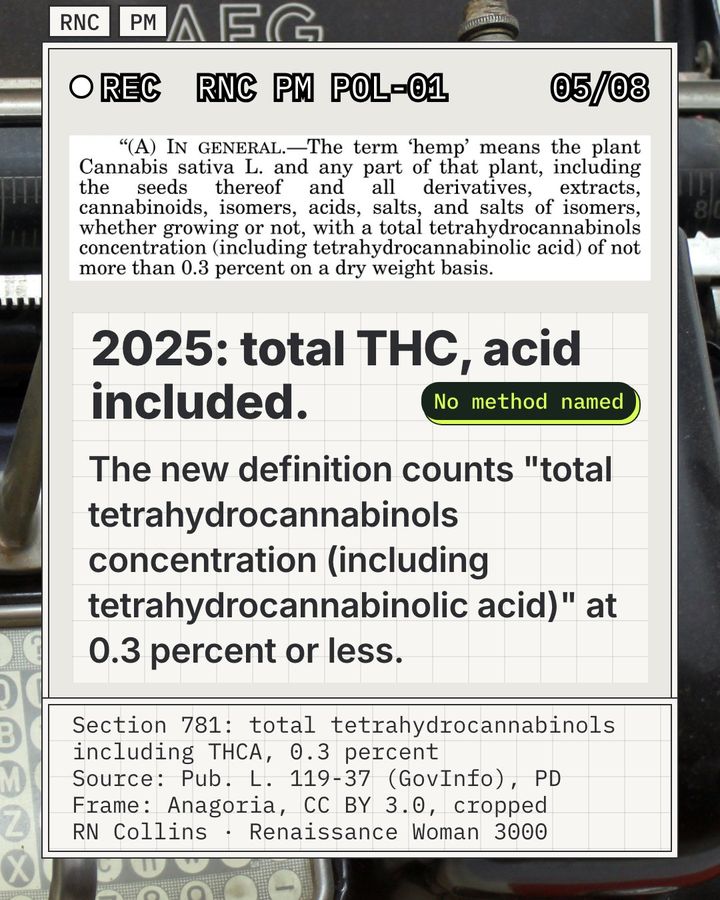 AEG
RNC PM
REC RNC PM POL-01 05/08
“(A) IN GENERAL.—The term ‘hemp’ means the plant
Cannabis sativa L. and any part of that plant, including
the seeds thereof and all derivatives, extracts,
cannabinoids, isomers, acids, salts, and salts of isomers,
whether growing or not, with a total tetrahydrocannabinols
concentration (including tetrahydrocannabinolic acid) of not
more than 0.3 percent on a dry weight basis.
2025: total THC, acid
included.
No method named
The new definition counts "total
tetrahydrocannabinols
concentration (including
tetrahydrocannabinolic acid)" at
0.3 percent or less.
Section 781: total tetrahydrocannabinols
including THCA, 0.3 percent
Source: Pub. L. 119-37 (GovInfo), PD
Frame: Anagoria, CC BY 3.0, cropped
RN Collins · Renaissance Woman 3000